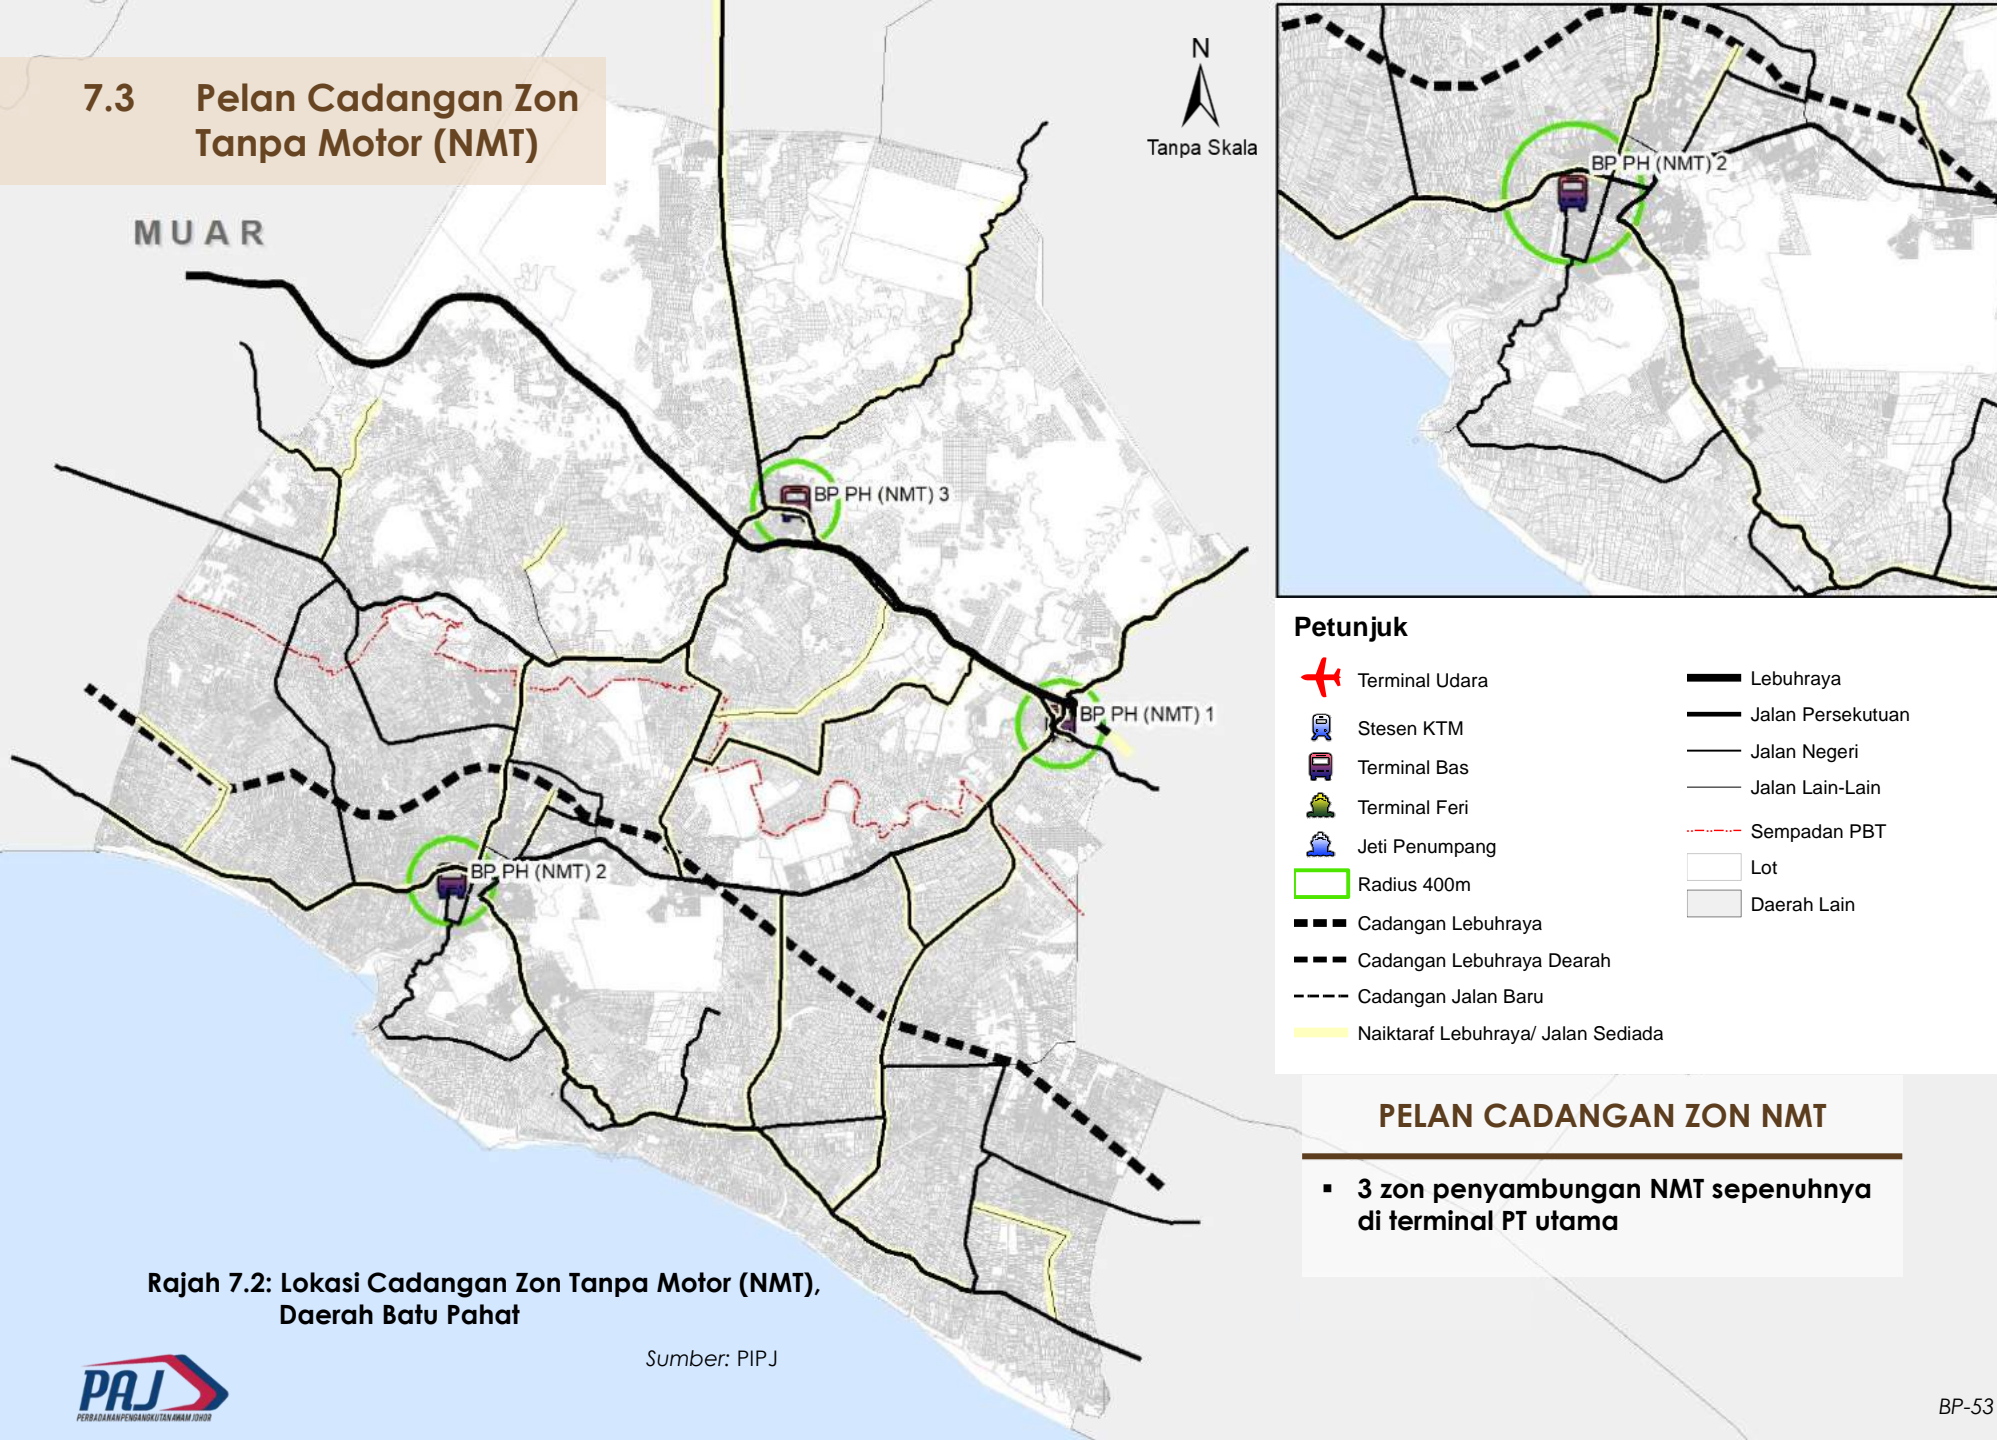 7.3 Pelan Cadangan Zon
Tanpa Motor (NMT)
MUAR
N
Tanpa Skala
BP PH (NMT) 2
BP PH (NMT) 3
BP PH (NMT) 1
BP PH (NMT) 2
Petunjuk
Terminal Udara
Stesen KTM
Terminal Bas
Terminal Feri
Jeti Penumpang
Radius 400m
Cadangan Lebuhraya
Cadangan Lebuhraya Dearah
Cadangan Jalan Baru
Naiktaraf Lebuhraya/ Jalan Sediada
Lebuhraya
Jalan Persekutuan
Jalan Negeri
Jalan Lain-Lain
Sempadan PBT
Lot
Daerah Lain
PELAN CADANGAN ZON NMT
▪ 3 zon penyambungan NMT sepenuhnya
di terminal PT utama
Rajah 7.2: Lokasi Cadangan Zon Tanpa Motor (NMT),
Daerah Batu Pahat
Sumber: PIPJ
PAJ
PERBADANAN PENGANGKUTAN AWAM JOHOR
BP-53